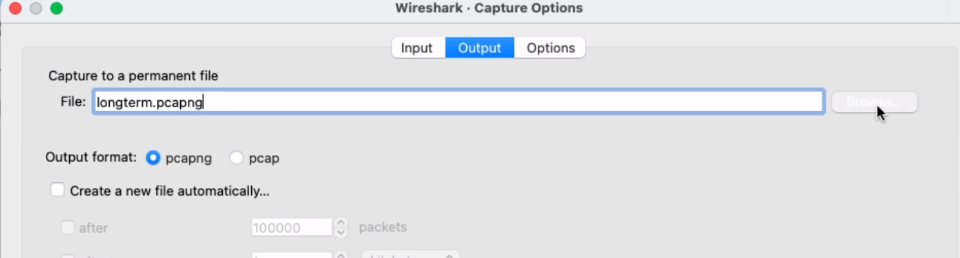 Wireshark · Capture Options
Input Output Options
Capture to a permanent file
File: longterm.pcapng Browse...
Output format: pcapng pcap
Create a new file automatically...
after 100000 packets